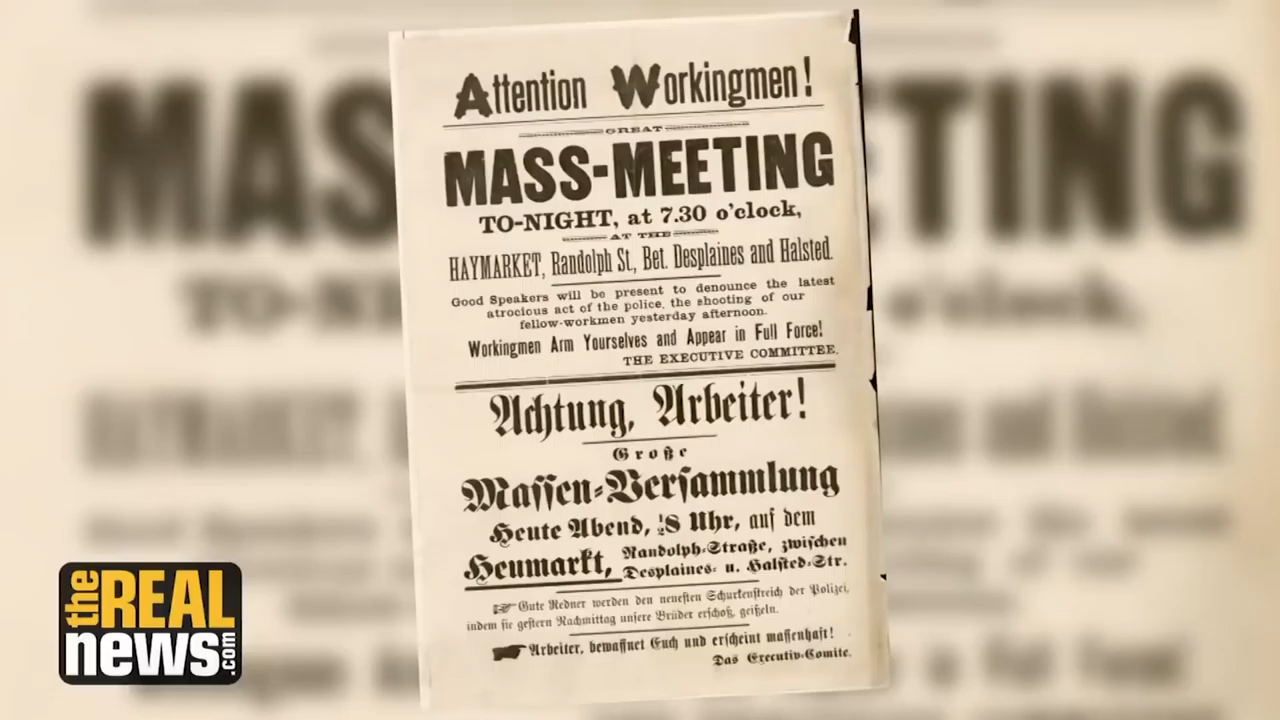 Attention Workingmen!
GREAT
MASS-MEETING
TO-NIGHT, at 7.30 o'clock,
AT THE
HAYMARKET, Randolph St., Bet. Desplaines and Halsted.
Good Speakers will be present to denounce the latest
atrocious act of the police, the shooting of our
fellow-workmen yesterday afternoon.
Workingmen Arm Yourselves and Appear in Full Force!
THE EXECUTIVE COMMITTEE.
Achtung, Arbeiter!
Große
Massen-Versammlung
Heute Abend, ½8 Uhr, auf dem
Heumarkt, Randolph-Straße, zwischen
Desplaines- u. Halsted-Str.
Gute Redner werden den neuesten Schurkenstreich der Polizei,
indem sie gestern Nachmittag unsere Brüder erschoß, geißeln.
Arbeiter, bewaffnet Euch und erscheint massenhaft!
Das Executiv-Comite.
the REAL
news.com